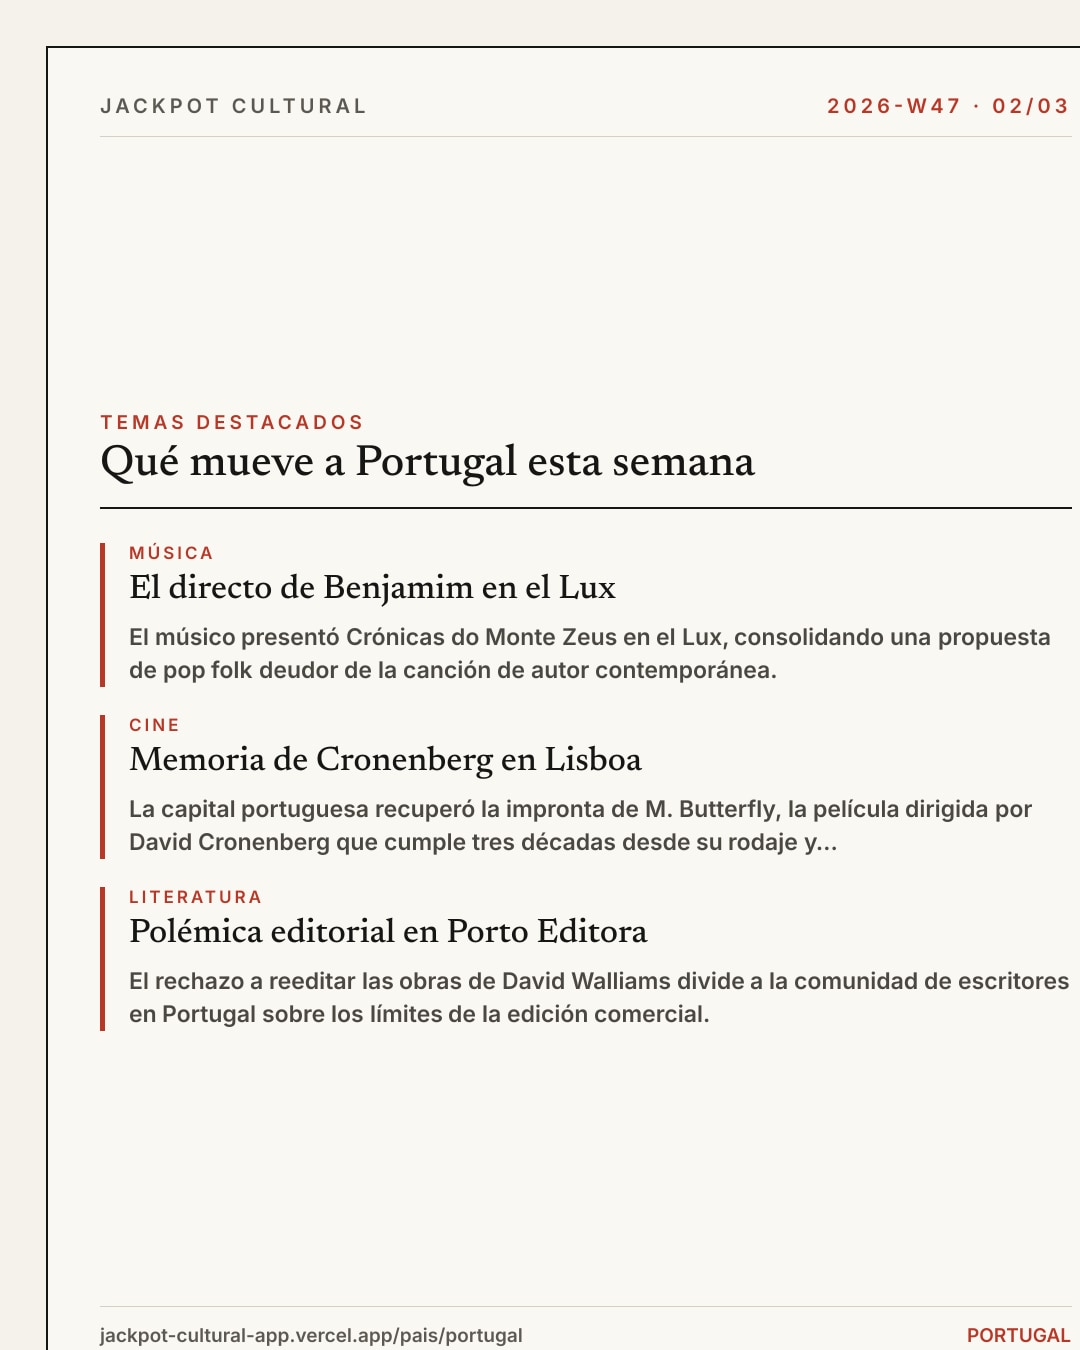 JACKPOT CULTURAL
2026-W47 · 02/03
TEMAS DESTACADOS
Qué mueve a Portugal esta semana
MÚSICA
El directo de Benjamim en el Lux
El músico presentó Crónicas do Monte Zeus en el Lux, consolidando una propuesta
de pop folk deudor de la canción de autor contemporánea.
CINE
Memoria de Cronenberg en Lisboa
La capital portuguesa recuperó la impronta de M. Butterfly, la película dirigida por
David Cronenberg que cumple tres décadas desde su rodaje y...
LITERATURA
Polémica editorial en Porto Editora
El rechazo a reeditar las obras de David Walliams divide a la comunidad de escritores
en Portugal sobre los límites de la edición comercial.
jackpot-cultural-app.vercel.app/pais/portugal
PORTUGAL